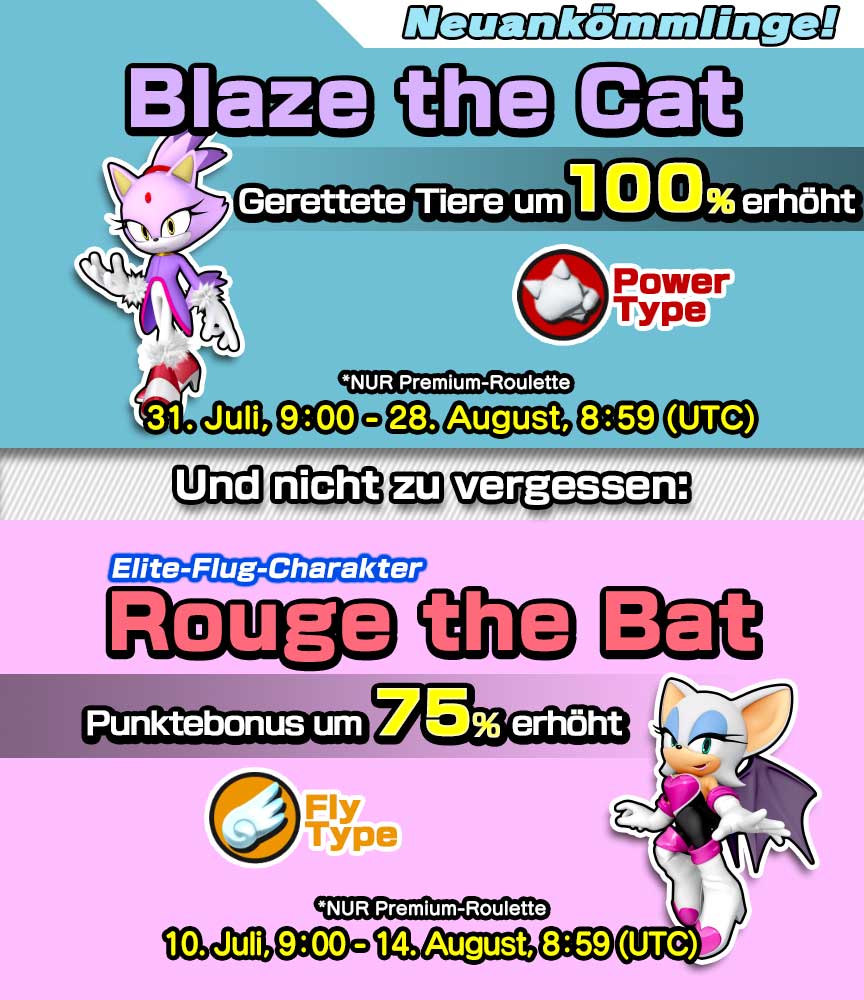 Neuankömmlinge!
Blaze the Cat
Gerettete Tiere um 100% erhöht
Power
Type
*NUR Premium-Roulette
31. Juli, 9:00 - 28. August, 8:59 (UTC)
Und nicht zu vergessen:
Elite-Flug-Charakter
Rouge the Bat
Punktebonus um 75% erhöht
Fly
Type
*NUR Premium-Roulette
10. Juli, 9:00 - 14. August, 8:59 (UTC)